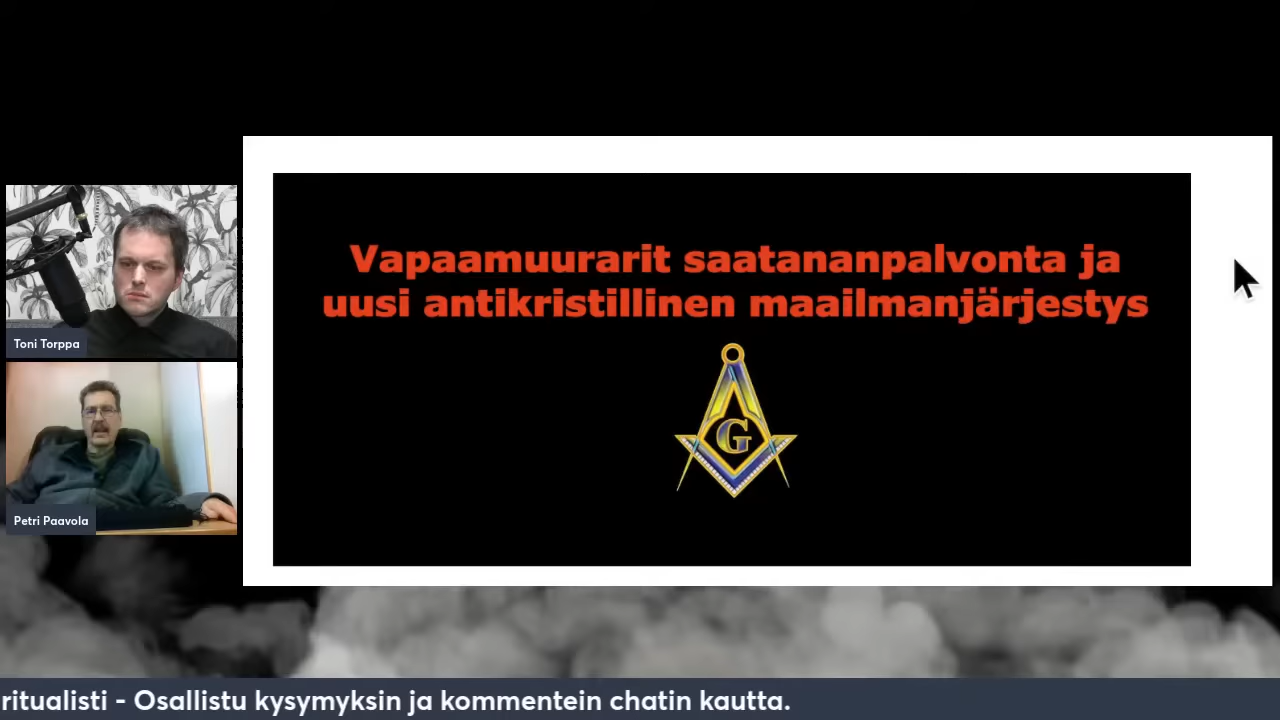 Vapaamuurarit saatananpalvonta ja
uusi antikristillinen maailmanjärjestys
G
Toni Torppa
Petri Paavola
ritualisti - Osallistu kysymyksin ja kommentein chatin kautta.